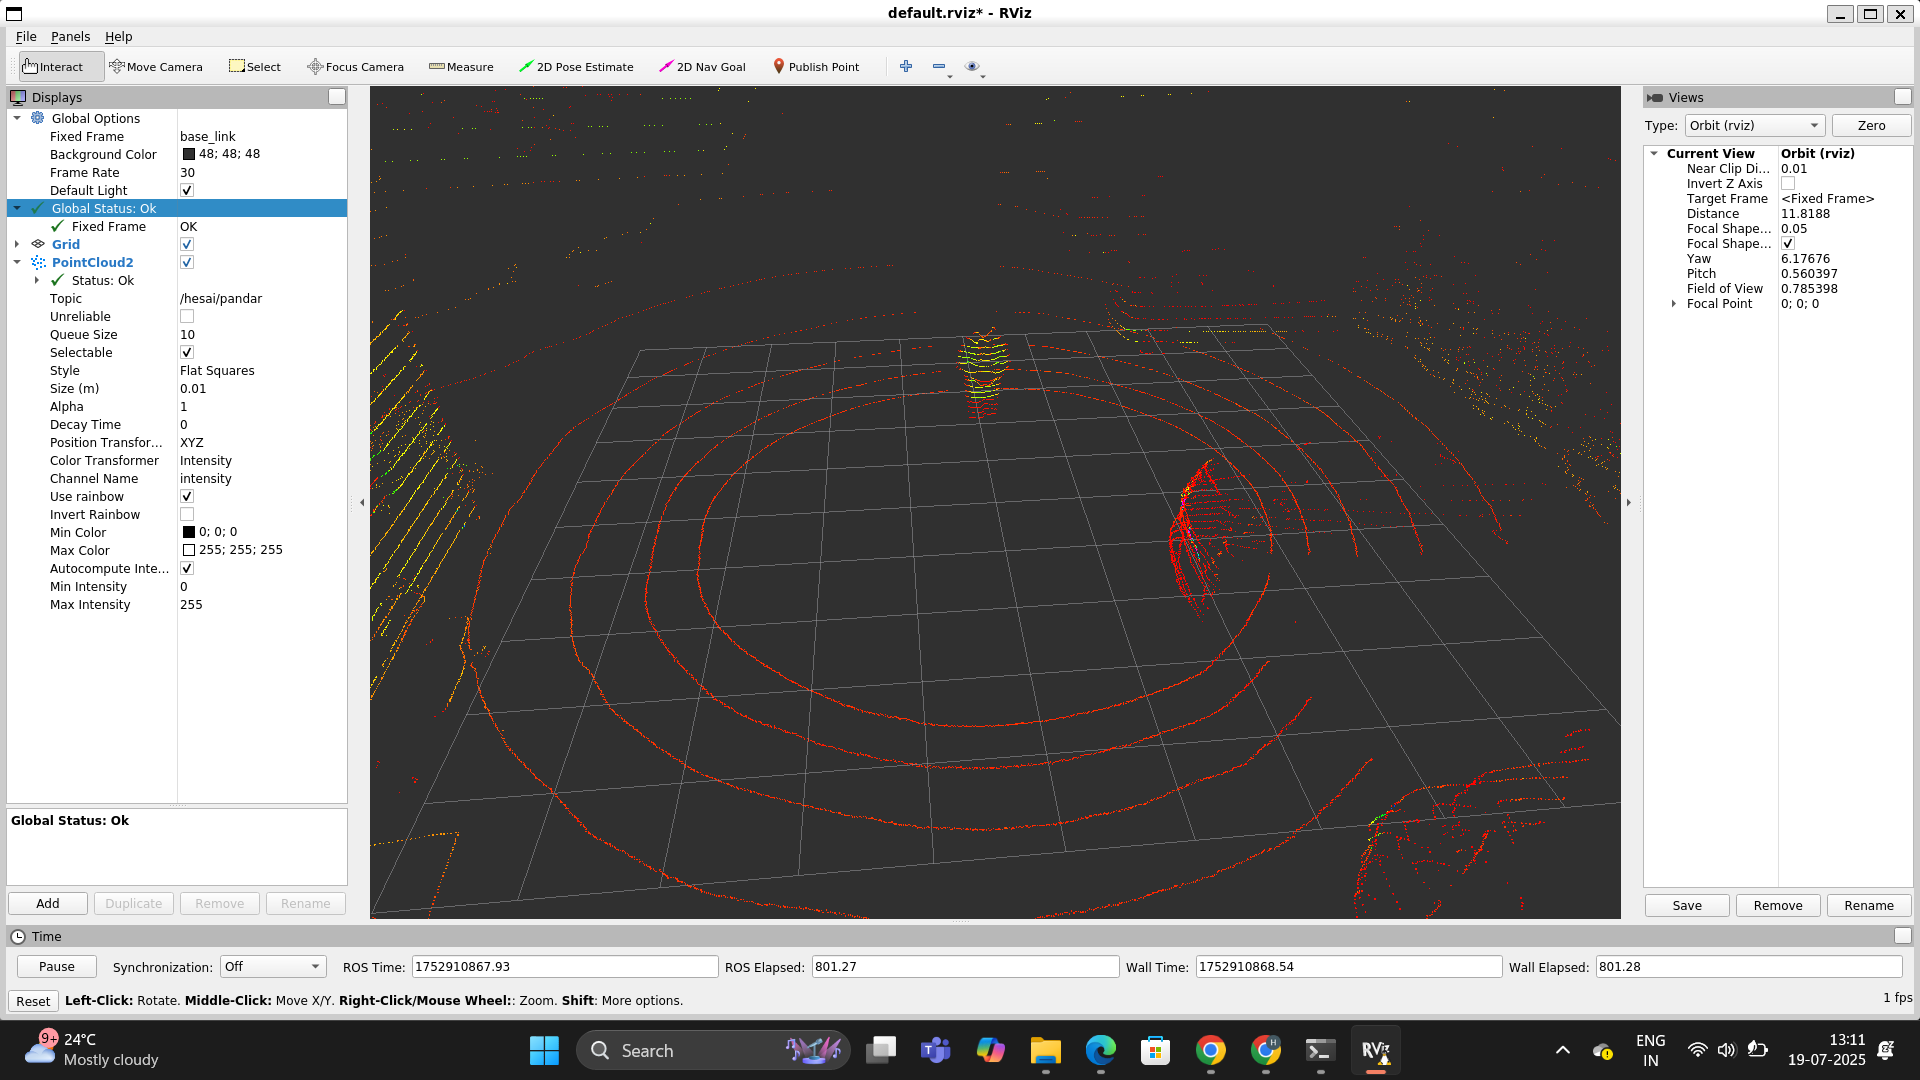 default.rviz* - RViz
File Panels Help
Interact Move Camera Select Focus Camera Measure 2D Pose Estimate 2D Nav Goal Publish Point
Displays
Global Options
Fixed Frame base_link
Background Color 48; 48; 48
Frame Rate 30
Default Light
Global Status: Ok
Fixed Frame OK
Grid
PointCloud2
Status: Ok
Topic /hesai/pandar
Unreliable
Queue Size 10
Selectable
Style Flat Squares
Size (m) 0.01
Alpha 1
Decay Time 0
Position Transfor... XYZ
Color Transformer Intensity
Channel Name intensity
Use rainbow
Invert Rainbow
Min Color 0; 0; 0
Max Color 255; 255; 255
Autocompute Inte...
Min Intensity 0
Max Intensity 255
Global Status: Ok
Add Duplicate Remove Rename
Views
Type: Orbit (rviz) Zero
Current View Orbit (rviz)
Near Clip Di... 0.01
Invert Z Axis
Target Frame <Fixed Frame>
Distance 11.8188
Focal Shape... 0.05
Focal Shape...
Yaw 6.17676
Pitch 0.560397
Field of View 0.785398
Focal Point 0; 0; 0
Save Remove Rename
Time
Pause Synchronization: Off ROS Time: 1752910867.93 ROS Elapsed: 801.27 Wall Time: 1752910868.54 Wall Elapsed: 801.28
Reset Left-Click: Rotate. Middle-Click: Move X/Y. Right-Click/Mouse Wheel:: Zoom. Shift: More options. 1 fps
9+ 24°C
Mostly cloudy
Search
H
RViz
ENG
IN
13:11
19-07-2025